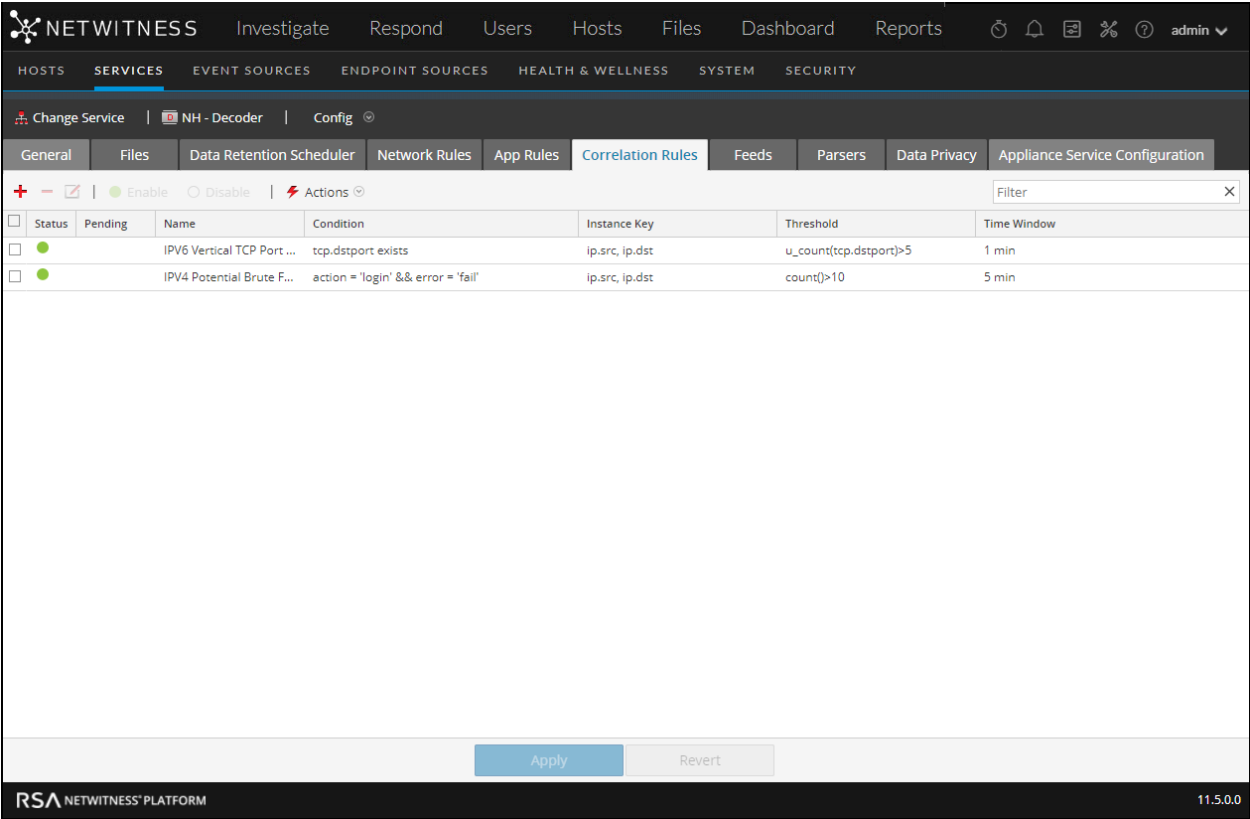 NETWITNESS Investigate Respond Users Hosts Files Dashboard Reports admin
HOSTS SERVICES EVENT SOURCES ENDPOINT SOURCES HEALTH & WELLNESS SYSTEM SECURITY
Change Service | D NH - Decoder | Config
General Files Data Retention Scheduler Network Rules App Rules Correlation Rules Feeds Parsers Data Privacy Appliance Service Configuration
Enable Disable | Actions Filter
Status Pending Name Condition Instance Key Threshold Time Window
IPV6 Vertical TCP Port ... tcp.dstport exists ip.src, ip.dst u_count(tcp.dstport)>5 1 min
IPV4 Potential Brute F... action = 'login' && error = 'fail' ip.src, ip.dst count()>10 5 min
Apply Revert
RSA NETWITNESS® PLATFORM 11.5.0.0